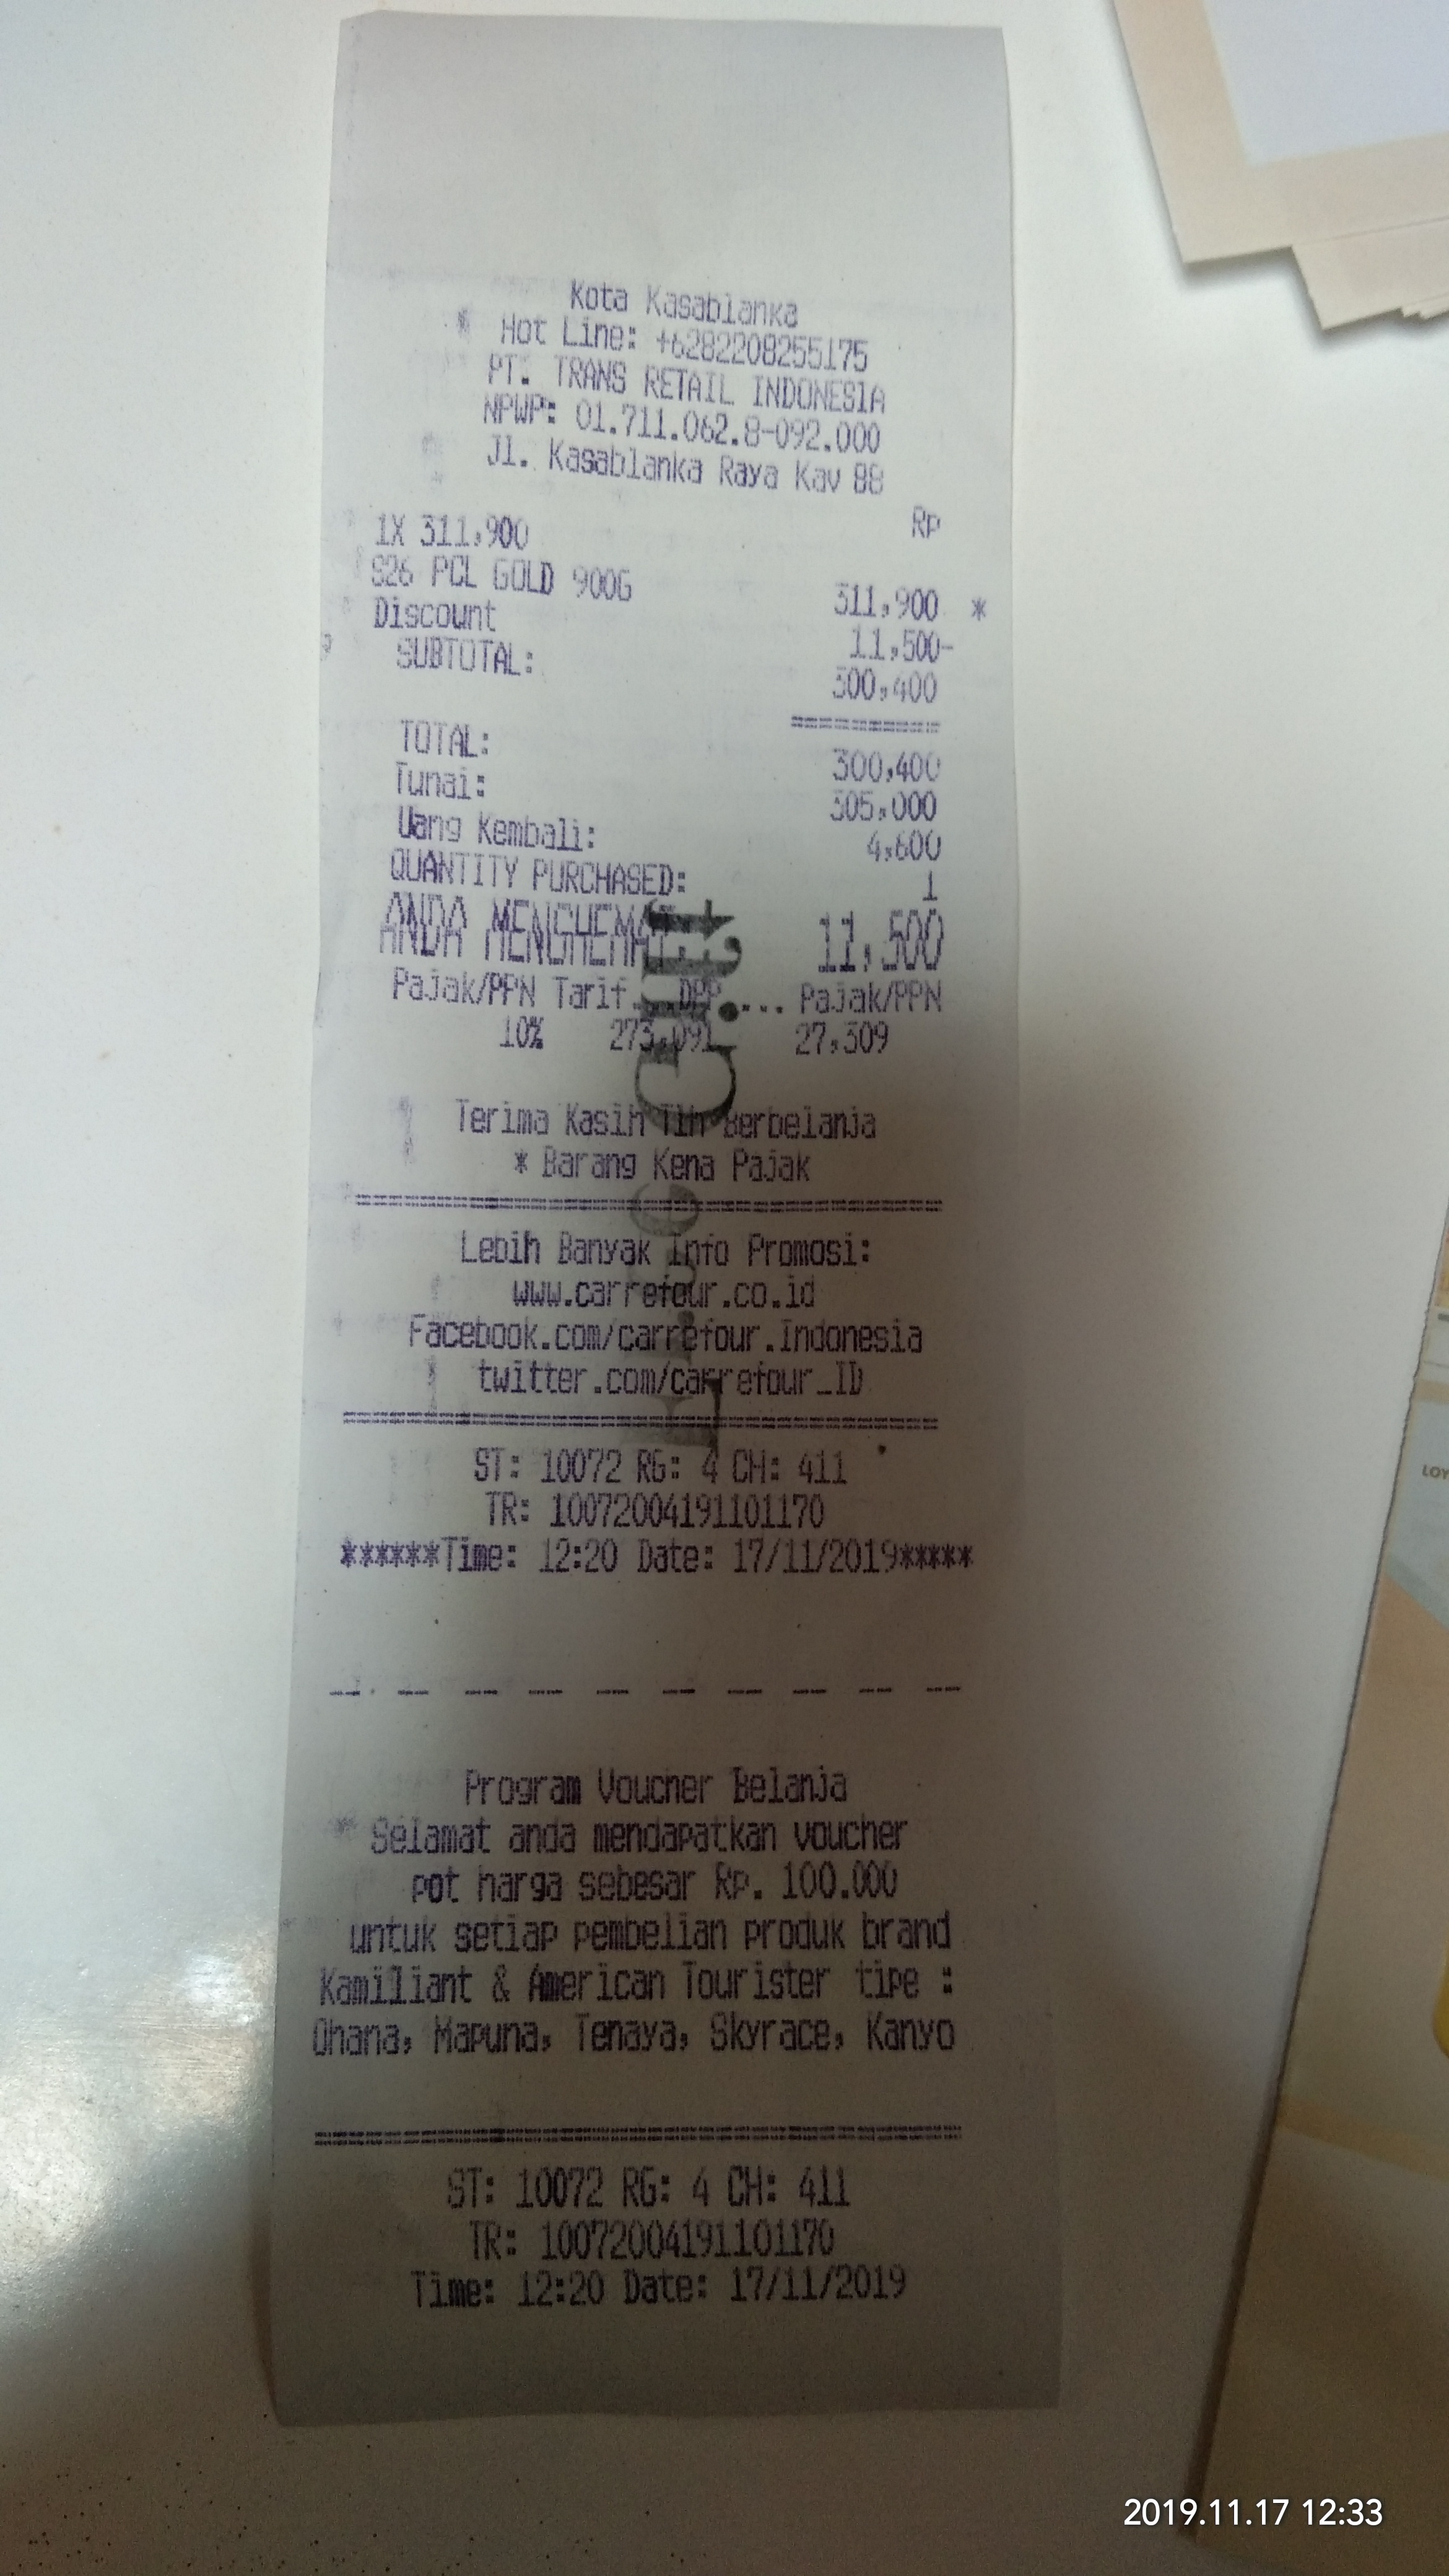 Kota Kasablanka
* Hot Line: +6282208255175
PT. TRANS RETAIL INDONESIA
NPWP: 01.711.062.8-092.000
Jl. Kasablanka Raya Kav 88
Rp
1X 311,900
S26 PCL GOLD 900G 311,900 *
Discount 11,500-
SUBTOTAL: 300,400
==========
TOTAL: 300,400
Tunai: 305,000
Uang Kembali: 4,600
QUANTITY PURCHASED: 1
ANDA MENGHEMAT 11,500
Pajak/PPN Tarif...DPP.... Pajak/PPN
10% 273,091 27,309
Terima Kasih Tlh Berbelanja
* Barang Kena Pajak
Lebih Banyak Info Promosi:
www.carrefour.co.id
Facebook.com/carrefour.Indonesia
twitter.com/carrefour_ID
ST: 10072 RG: 4 CH: 411
TR: 10072004191101170
******Time: 12:20 Date: 17/11/2019*****
Program Voucher Belanja
Selamat anda mendapatkan voucher
pot harga sebesar Rp. 100.000
untuk setiap pembelian produk brand
Kamiliant & American Tourister tipe :
Ohana, Mapuna, Tenaya, Skyrace, Kanyo
ST: 10072 RG: 4 CH: 411
TR: 10072004191101170
Time: 12:20 Date: 17/11/2019
2019.11.17 12:33